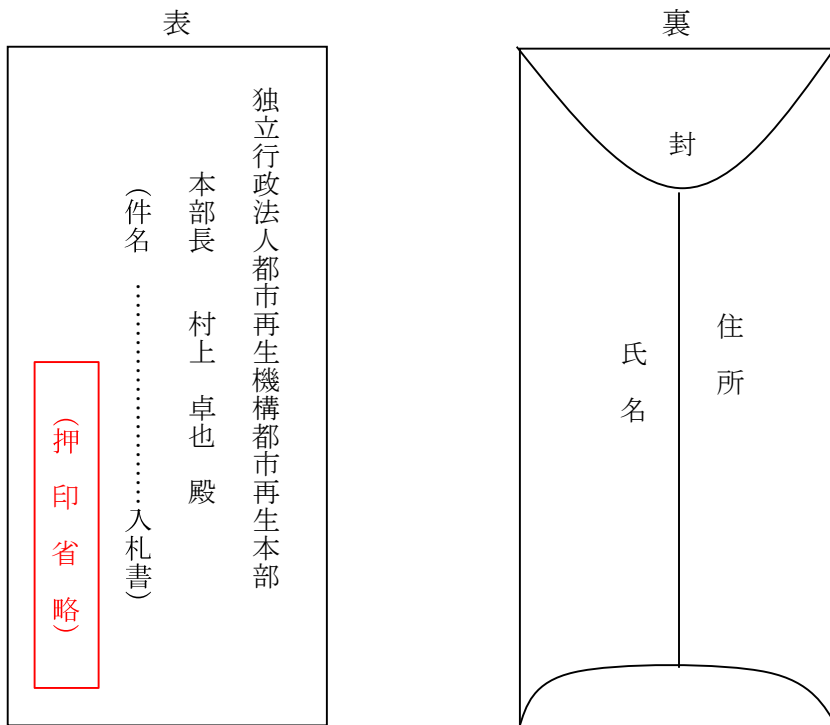 表
独立行政法人都市再生機構都市再生本部
本部長　村上　卓也　殿
(件名　……………………入札書)
(押印省略)
裏
封
住所
氏名